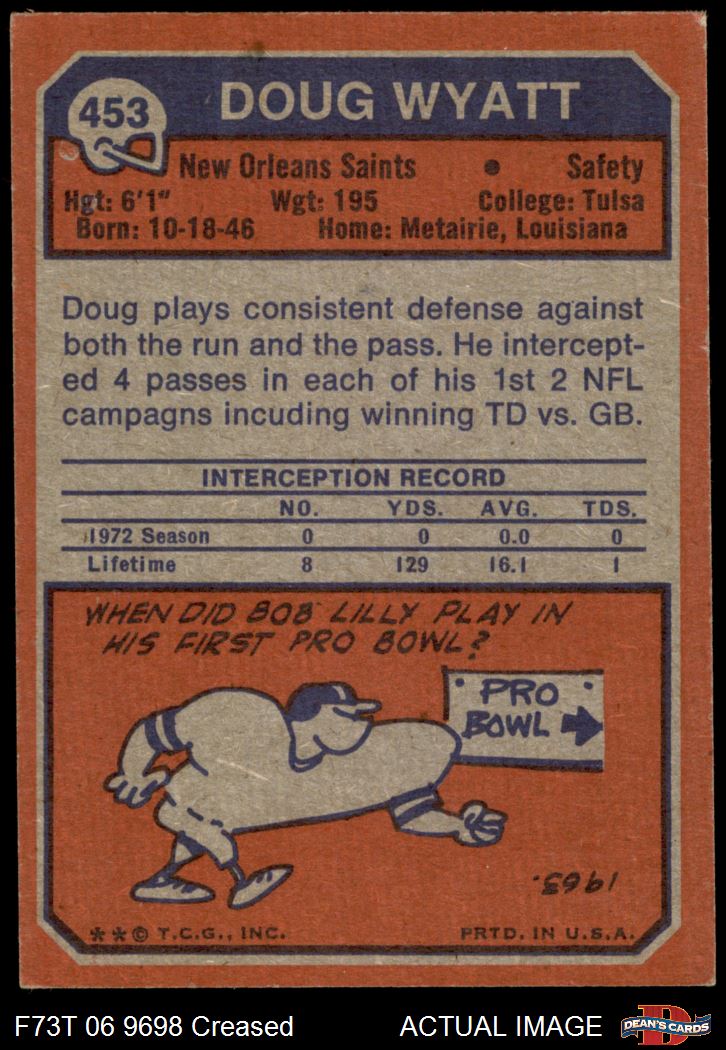 453
DOUG WYATT
New Orleans Saints • Safety
Hgt: 6'1" Wgt: 195 College: Tulsa
Born: 10-18-46 Home: Metairie, Louisiana
Doug plays consistent defense against
both the run and the pass. He intercept-
ed 4 passes in each of his 1st 2 NFL
campagns incuding winning TD vs. GB.
INTERCEPTION RECORD
NO. YDS. AVG. TDS.
1972 Season 0 0 0.0 0
Lifetime 8 129 16.1 1
WHEN DID BOB LILLY PLAY IN
HIS FIRST PRO BOWL?
PRO
BOWL
1963.
**© T.C.G., INC. PRTD. IN U.S.A.
F73T 06 9698 Creased ACTUAL IMAGE
D
DEAN'S CARDS